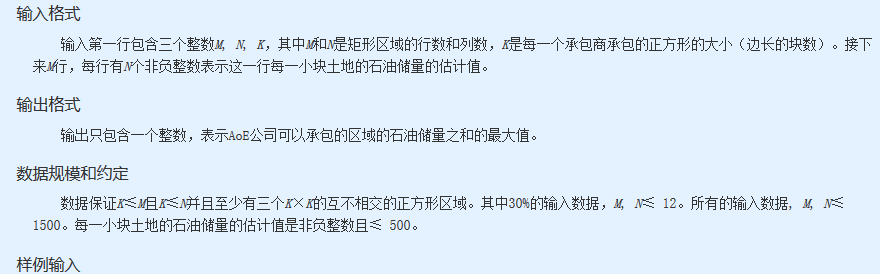 输入格式
输入第一行包含三个整数M, N, K，其中M和N是矩形区域的行数和列数，K是每一个承包商承包的正方形的大小（边长的块数）。接下
来M行，每行有N个非负整数表示这一行每一小块土地的石油储量的估计值。
输出格式
输出只包含一个整数，表示AoE公司可以承包的区域的石油储量之和的最大值。
数据规模和约定
数据保证K≤M且K≤N并且至少有三个K×K的互不相交的正方形区域。其中30%的输入数据，M, N≤ 12。所有的输入数据, M, N≤
1500。每一小块土地的石油储量的估计值是非负整数且≤ 500。
样例输入